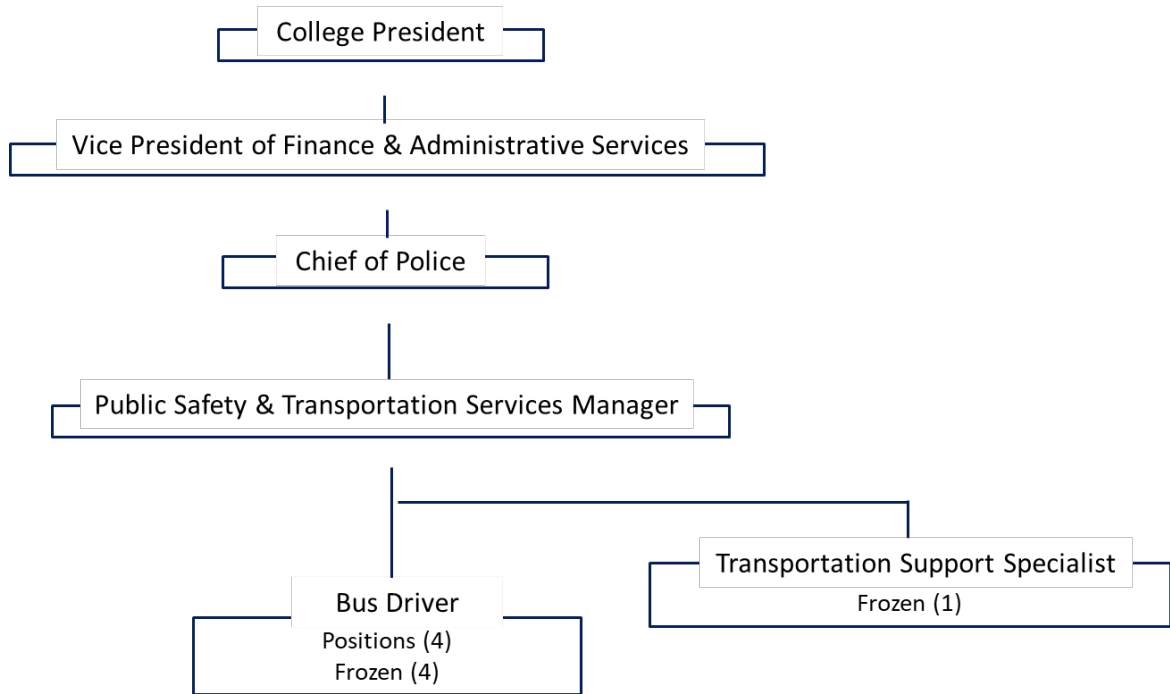 College President
Vice President of Finance & Administrative Services
Chief of Police
Public Safety & Transportation Services Manager
Transportation Support Specialist
Frozen (1)
Bus Driver
Positions (4)
Frozen (4)